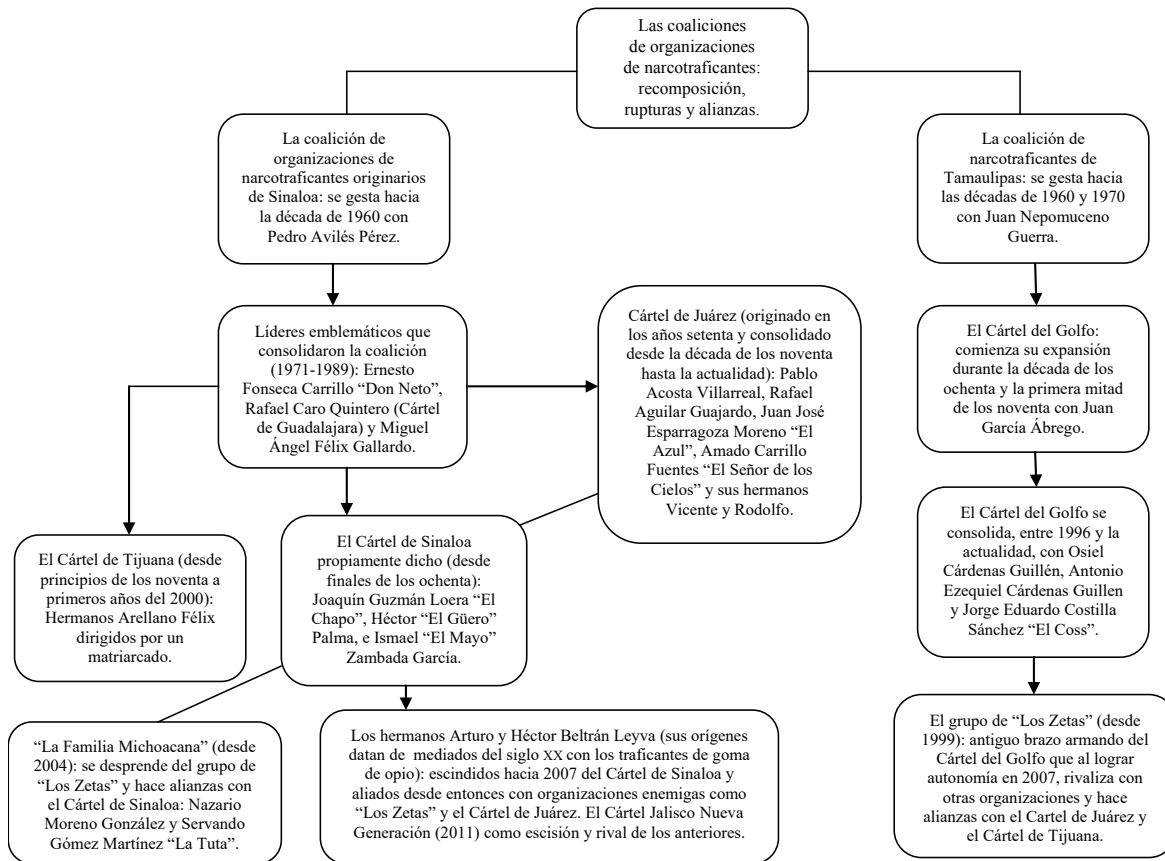 Las coaliciones
de organizaciones
de narcotraficantes:
recomposición,
rupturas y alianzas.
La coalición de
organizaciones de
narcotraficantes originarios
de Sinaloa: se gesta hacia
la década de 1960 con
Pedro Avilés Pérez.
La coalición de
narcotraficantes de
Tamaulipas: se gesta hacia
las décadas de 1960 y 1970
con Juan Nepomuceno
Guerra.
Líderes emblemáticos que
consolidaron la coalición
(1971-1989): Ernesto
Fonseca Carrillo “Don Neto”,
Rafael Caro Quintero (Cártel
de Guadalajara) y Miguel
Ángel Félix Gallardo.
Cártel de Juárez (originado en
los años setenta y consolidado
desde la década de los noventa
hasta la actualidad): Pablo
Acosta Villarreal, Rafael
Aguilar Guajardo, Juan José
Esparragoza Moreno “El
Azul”, Amado Carrillo
Fuentes “El Señor de los
Cielos” y sus hermanos
Vicente y Rodolfo.
El Cártel del Golfo:
comienza su expansión
durante la década de los
ochenta y la primera mitad
de los noventa con Juan
García Ábrego.
El Cártel de Tijuana (desde
principios de los noventa a
primeros años del 2000):
Hermanos Arellano Félix
dirigidos por un
matriarcado.
El Cártel de Sinaloa
propiamente dicho (desde
finales de los ochenta):
Joaquín Guzmán Loera “El
Chapo”, Héctor “El Güero”
Palma, e Ismael “El Mayo”
Zambada García.
El Cártel del Golfo se
consolida, entre 1996 y la
actualidad, con Osiel
Cárdenas Guillén, Antonio
Ezequiel Cárdenas Guillen
y Jorge Eduardo Costilla
Sánchez “El Coss”.
“La Familia Michoacana” (desde
2004): se desprende del grupo de
“Los Zetas” y hace alianzas con
el Cártel de Sinaloa: Nazario
Moreno González y Servando
Gómez Martínez “La Tuta”.
Los hermanos Arturo y Héctor Beltrán Leyva (sus orígenes
datan de mediados del siglo XX con los traficantes de goma
de opio): escindidos hacia 2007 del Cártel de Sinaloa y
aliados desde entonces con organizaciones enemigas como
“Los Zetas” y el Cártel de Juárez. El Cártel Jalisco Nueva
Generación (2011) como escisión y rival de los anteriores.
El grupo de “Los Zetas” (desde
1999): antiguo brazo armando del
Cártel del Golfo que al lograr
autonomía en 2007, rivaliza con
otras organizaciones y hace
alianzas con el Cartel de Juárez y
el Cártel de Tijuana.